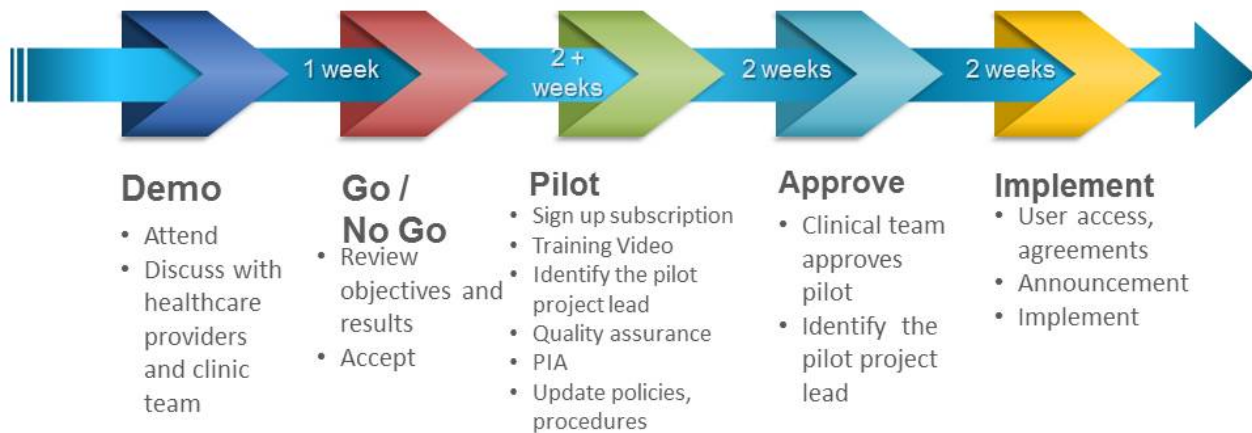 1 week
2 +
weeks
2 weeks
2 weeks
Demo
• Attend
• Discuss with
healthcare
providers
and clinic
team
Go /
No Go
• Review
objectives and
results
• Accept
Pilot
• Sign up subscription
• Training Video
• Identify the pilot
project lead
• Quality assurance
• PIA
• Update policies,
procedures
Approve
• Clinical team
approves
pilot
• Identify the
pilot project
lead
Implement
• User access,
agreements
• Announcement
• Implement